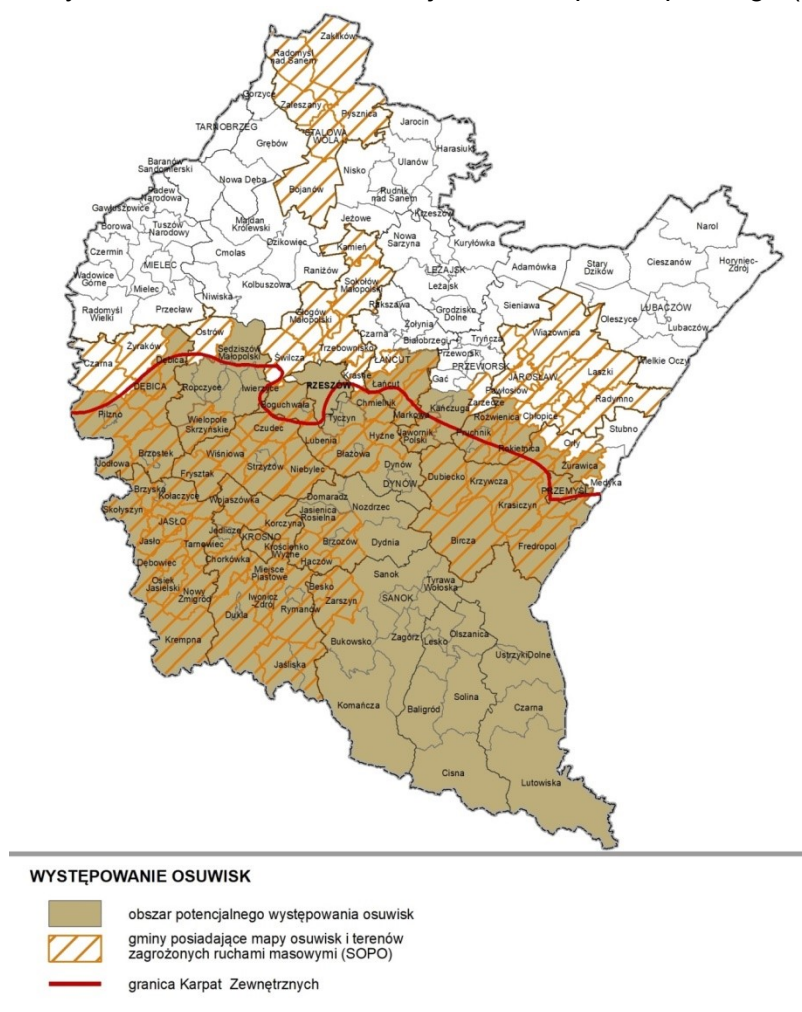 Zaklików
Radomyśl
nad Sanem
Gorzyce
Zaleszany
Pysznica
TARNOBRZEG
STALOWA
WOLA
Jarocin
Grębów
Harasiuki
Ulanów
Baranów
Sandomierski
Nisko
Bojanów
Nowa Dęba
Rudnik
nad Sanem
Padew
Narodowa
Gawłuszowice
Krzeszów
Borowa
Tuszów
Narodowy
Majdan
Królewski
Jeżowe
Nowa
Sarzyna
Narol
Czermin
Dzikowiec
Kamień
Kuryłówka
Cmolas
Stary
Dzików
Cieszanów
Horyniec-
Zdrój
MIELEC
Raniżów
LEŻAJSK
Adamówka
Wadowice
Górne
Mielec
Kolbuszowa
Sokołów
Małopolski
Leżajsk
Niwiska
Rakszawa
Sieniawa
Radomyśl
Wielki
Przecław
Głogów
Małopolski
Grodzisko
Dolne
Oleszyce
LUBACZÓW
Żołynia
Lubaczów
Ostrów
Czarna
Tryńcza
Wiązownica
Żyraków
Sędziszów
Małopolski
Trzebownisko
Białobrzegi
Czarna
Dębica
Świlcza
ŁAŃCUT
Przeworsk
PRZEWORSK
Wielkie Oczy
Krasne
Gać
Laszki
DĘBICA
Ropczyce
Iwierzyce
RZESZÓW
Łańcut
JAROSŁAW
Pawłosiów
Radymno
Boguchwała
Chmielnik
Kańczuga
Zarzecze
Pilzno
Tyczyn
Markowa
Roźwienica
Chłopice
Wielopole
Skrzyńskie
Czudec
Stubno
Lubenia
Hyżne
Jawornik
Polski
Pruchnik
Orły
Rokietnica
Brzostek
Wiśniowa
Błażowa
Jodłowa
Strzyżów
Niebylec
Dynów
Żurawica
Frysztak
Dubiecko
Krzywcza
Medyka
DYNÓW
PRZEMYŚL
Brzyska
Kołaczyce
Wojaszówka
Domaradz
Skołyszyn
Jasienica
Rosielna
Nozdrzec
Krasiczyn
JASŁO
Jedlicze
Korczyna
Jasło
KROSNO
Krościenko
Wyżne
Brzozów
Dydnia
Bircza
Tarnowiec
Fredropol
Chorkówka
Dębowiec
Miejsce
Piastowe
Haczów
Osiek
Jasielski
Sanok
Nowy
Żmigród
Besko
Tyrawa
Wołoska
Iwonicz
Zdrój
Zarszyn
SANOK
Dukla
Rymanów
Krempna
Bukowsko
Zagórz
Lesko
Olszanica
UstrzykiDolne
Jaśliska
Solina
Komańcza
Baligród
Czarna
Cisna
Lutowiska
WYSTĘPOWANIE OSUWISK
obszar potencjalnego występowania osuwisk
gminy posiadające mapy osuwisk i terenów
zagrożonych ruchami masowymi (SOPO)
granica Karpat Zewnętrznych